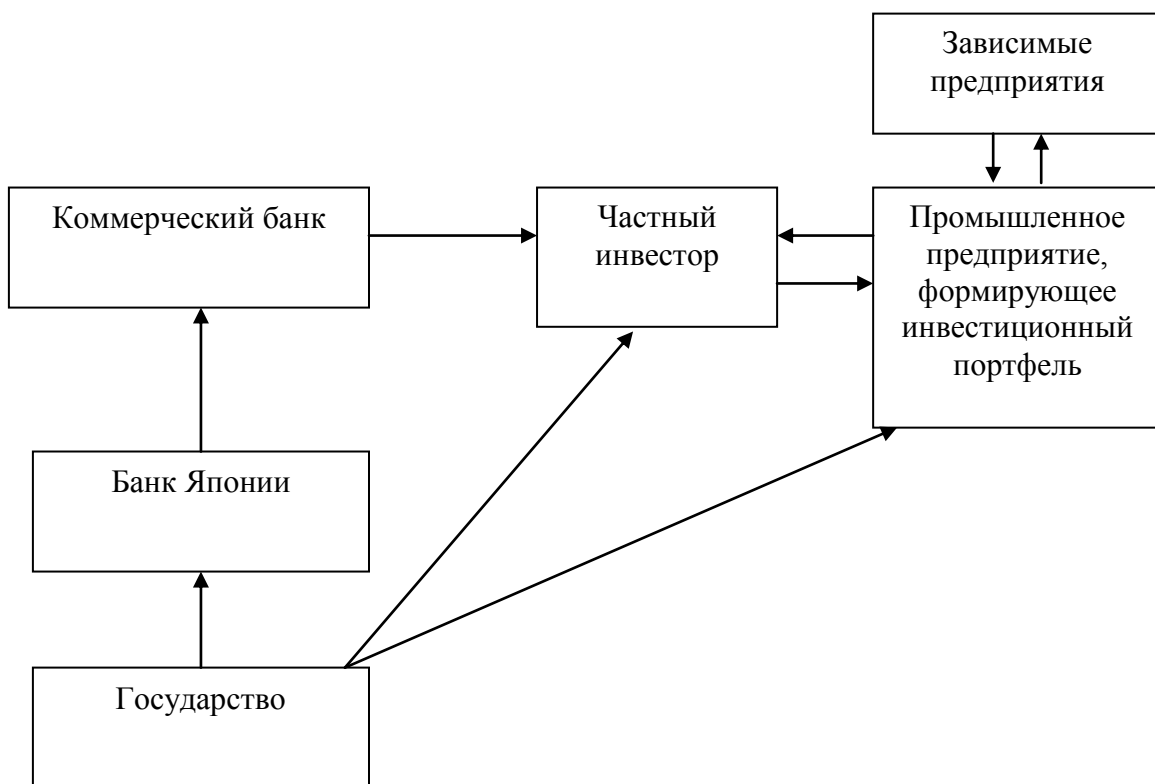 Зависимые
предприятия
Коммерческий банк
Частный
инвестор
Промышленное
предприятие,
формирующее
инвестиционный
портфель
Банк Японии
Государство